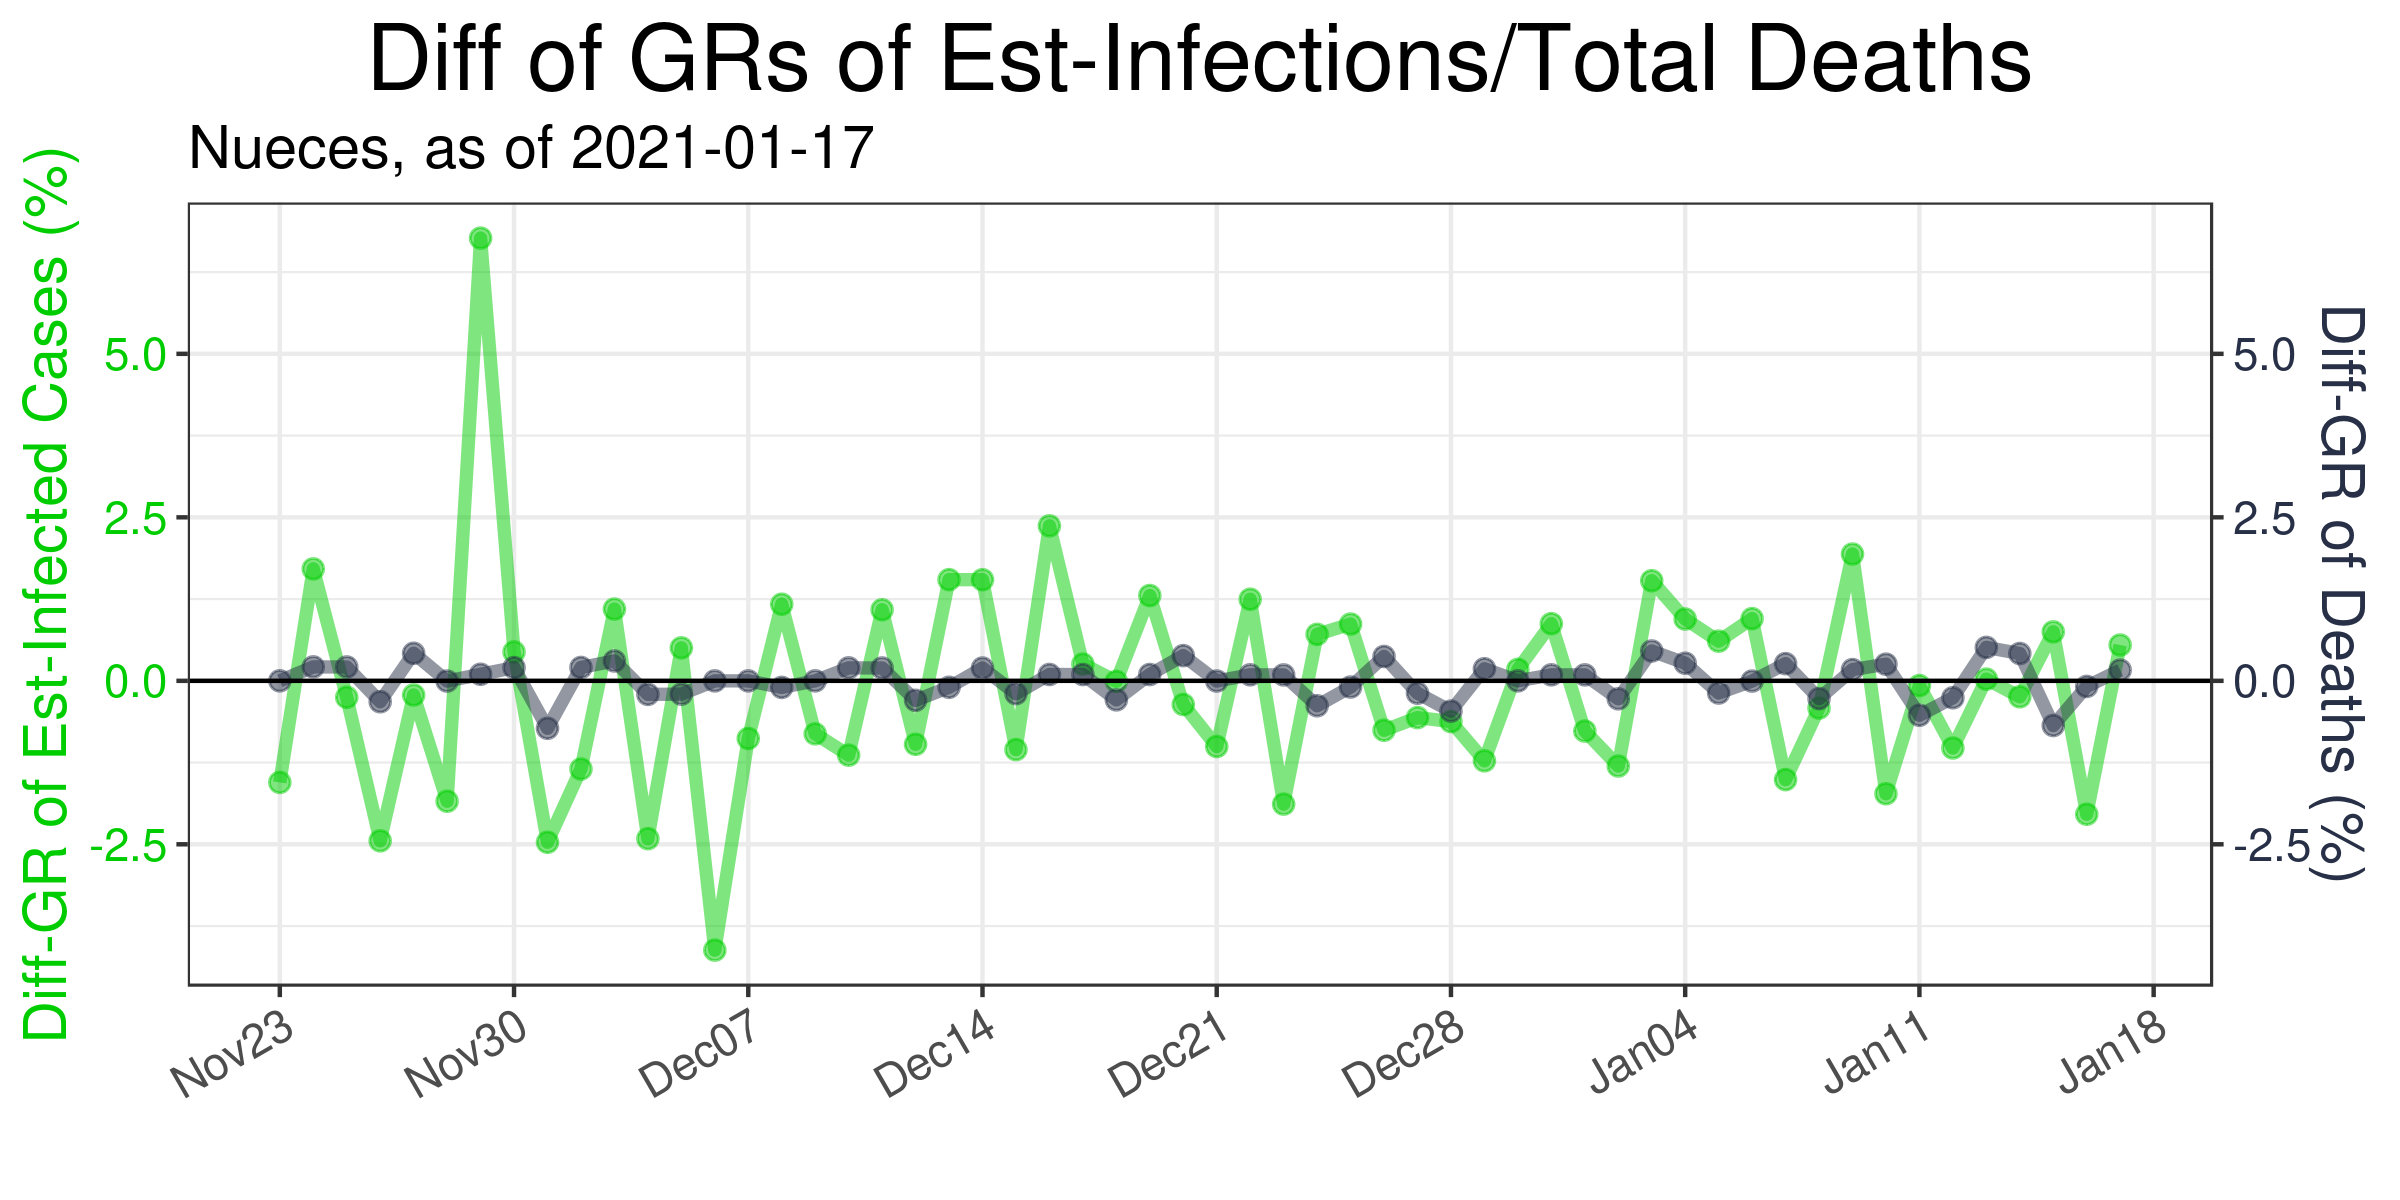 Diff of GRs of Est-Infections/Total Deaths
Nueces, as of 2021-01-17
Diff-GR of Est-Infected Cases (%)
5.0
2.5
0.0
-2.5
5.0
2.5
0.0
-2.5
Diff-GR of Deaths (%)
Nov23
Nov30
Dec07
Dec14
Dec21
Dec28
Jan04
Jan11
Jan18